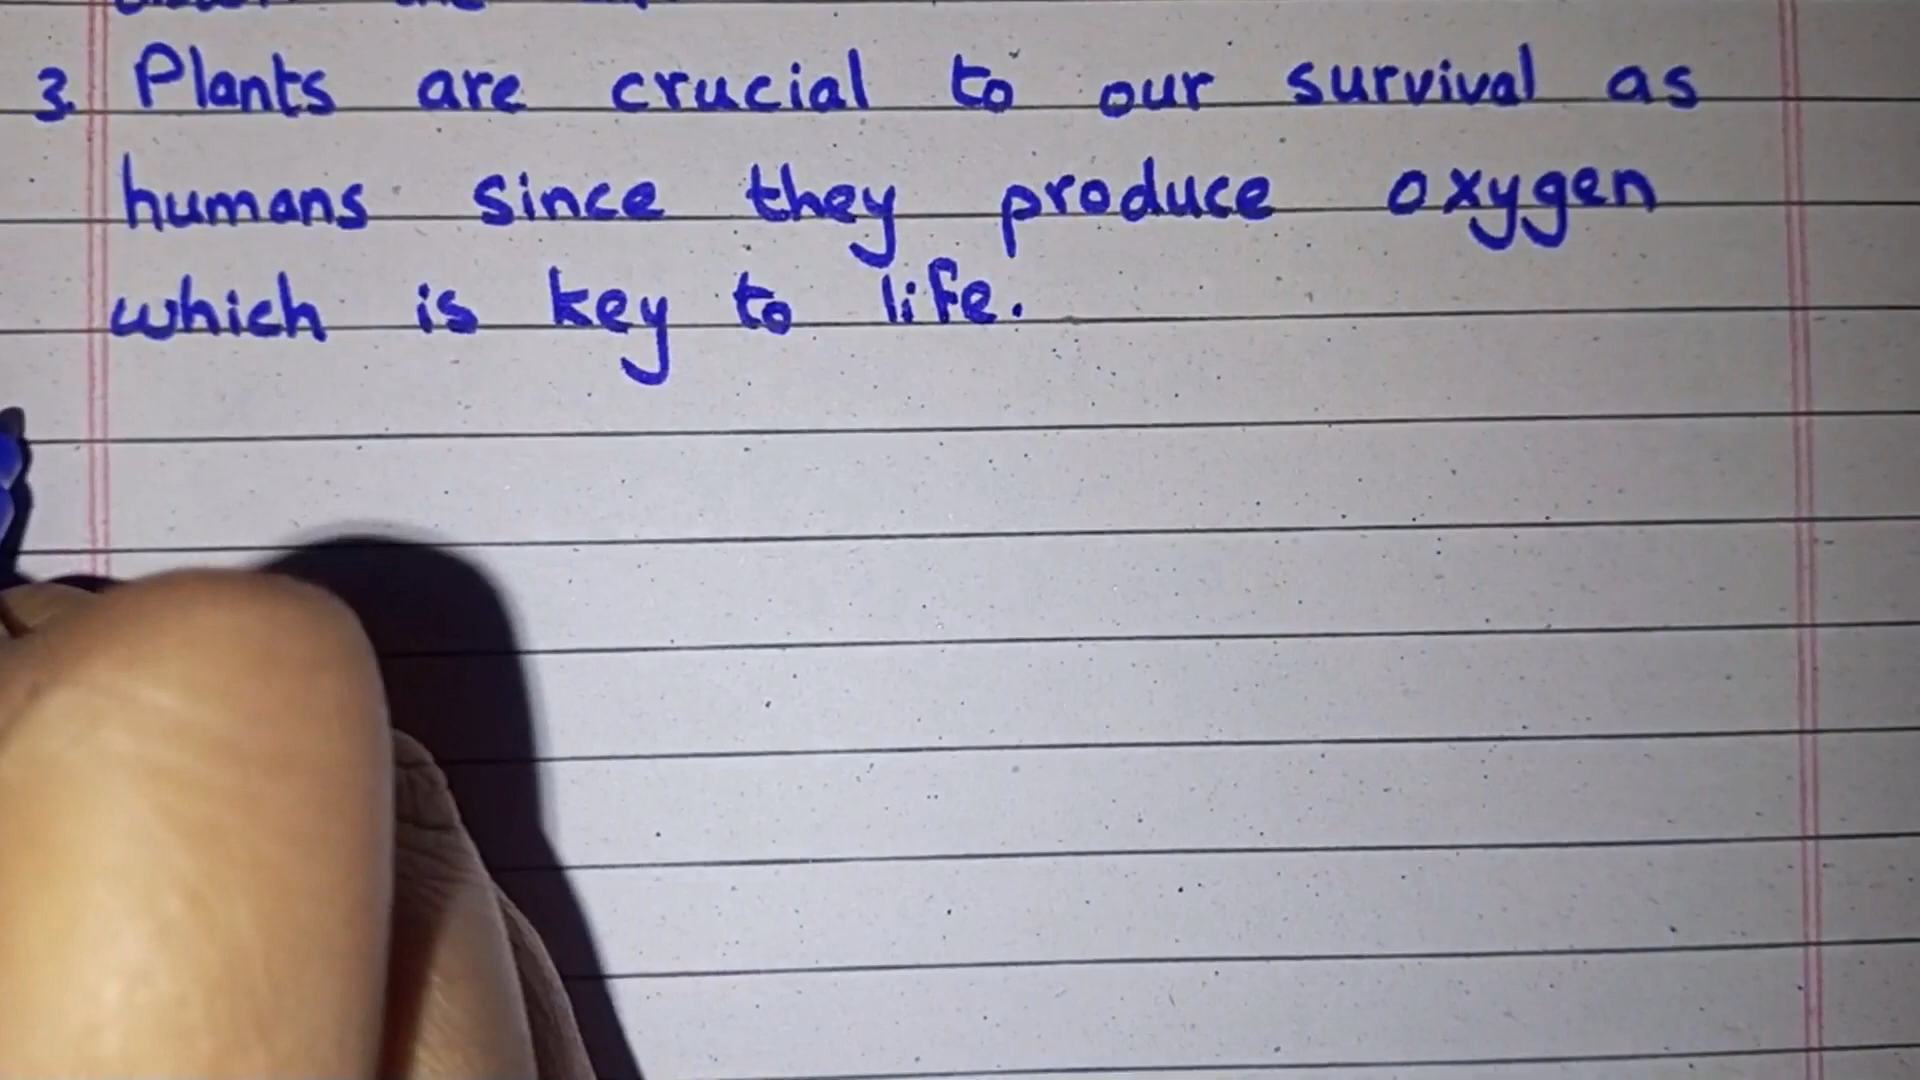 3. Plants are crucial to our survival as
humans since they produce oxygen
which is key to life.